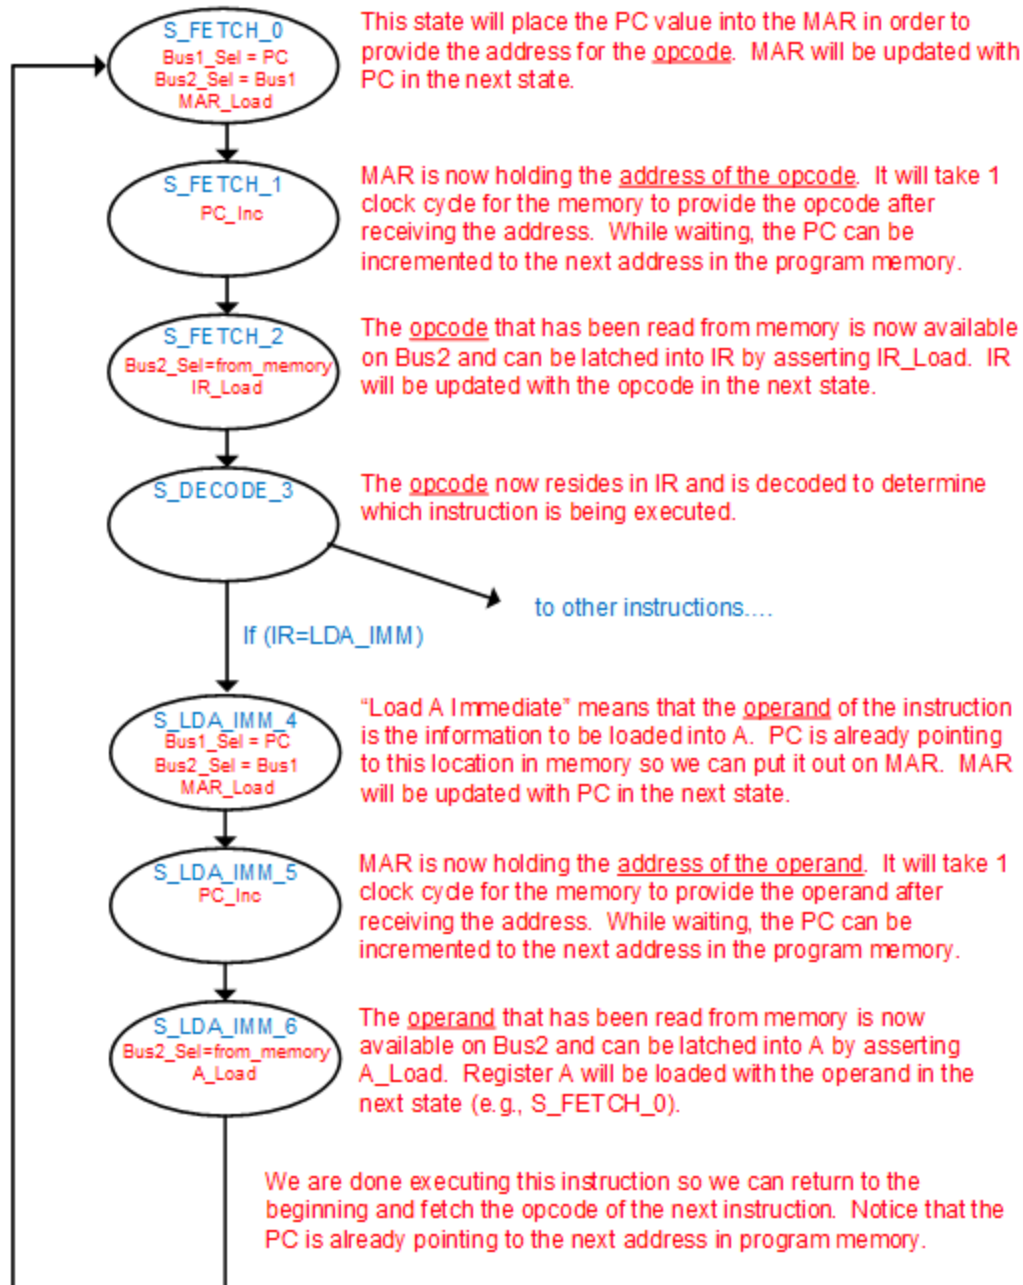 S_FETCH_0
Bus1_Sel = PC
Bus2_Sel = Bus1
MAR_Load
This state will place the PC value into the MAR in order to
provide the address for the opcode.  MAR will be updated with
PC in the next state.
S_FETCH_1
PC_Inc
MAR is now holding the address of the opcode.  It will take 1
clock cycle for the memory to provide the opcode after
receiving the address.  While waiting, the PC can be
incremented to the next address in the program memory.
S_FETCH_2
Bus2_Sel=from_memory
IR_Load
The opcode that has been read from memory is now available
on Bus2 and can be latched into IR by asserting IR_Load.  IR
will be updated with the opcode in the next state.
S_DECODE_3
The opcode now resides in IR and is decoded to determine
which instruction is being executed.
to other instructions....
If (IR=LDA_IMM)
S_LDA_IMM_4
Bus1_Sel = PC
Bus2_Sel = Bus1
MAR_Load
“Load A Immediate” means that the operand of the instruction
is the information to be loaded into A.  PC is already pointing
to this location in memory so we can put it out on MAR.  MAR
will be updated with PC in the next state.
S_LDA_IMM_5
PC_Inc
MAR is now holding the address of the operand.  It will take 1
clock cycle for the memory to provide the operand after
receiving the address.  While waiting, the PC can be
incremented to the next address in the program memory.
S_LDA_IMM_6
Bus2_Sel=from_memory
A_Load
The operand that has been read from memory is now
available on Bus2 and can be latched into A by asserting
A_Load.  Register A will be loaded with the operand in the
next state (e.g., S_FETCH_0).
We are done executing this instruction so we can return to the
beginning and fetch the opcode of the next instruction.  Notice that the
PC is already pointing to the next address in program memory.